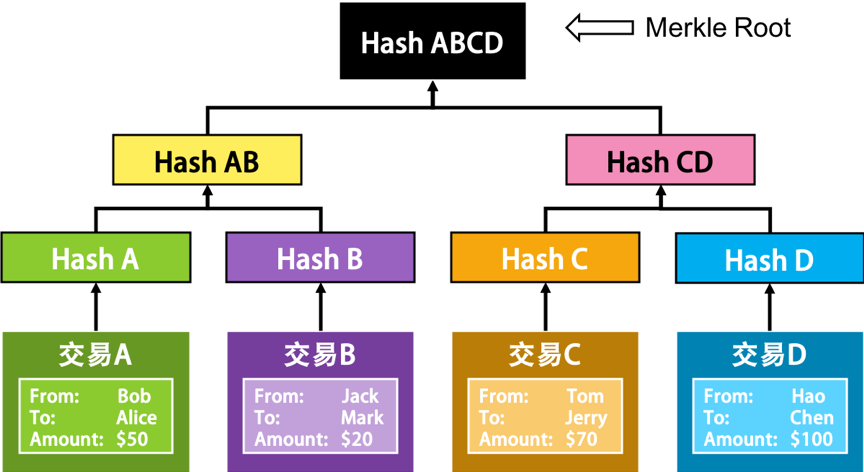 Hash ABCD
Merkle Root
Hash AB
Hash CD
Hash A
Hash B
Hash C
Hash D
交易A
From: Bob
To: Alice
Amount: $50
交易B
From: Jack
To: Mark
Amount: $20
交易C
From: Tom
To: Jerry
Amount: $70
交易D
From: Hao
To: Chen
Amount: $100